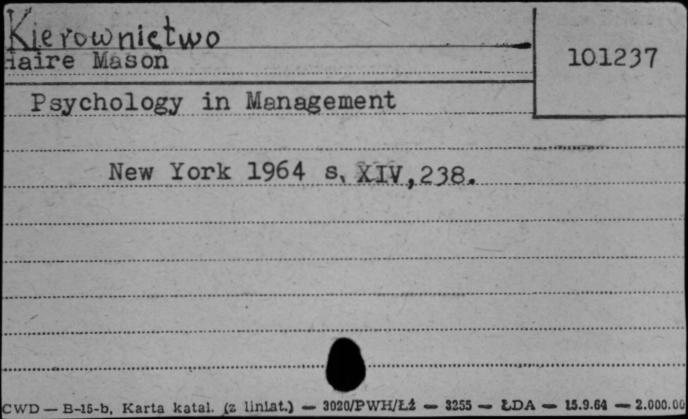 Kierownictwo
Haire Mason
101237
Psychology in Management
New York 1964 s. XIV,238.
CWD — B-15-b, Karta katal. (z liniat.) — 3020/PWH/Łź — 3255 — ŁDA — 15.9.64 — 2.000.00